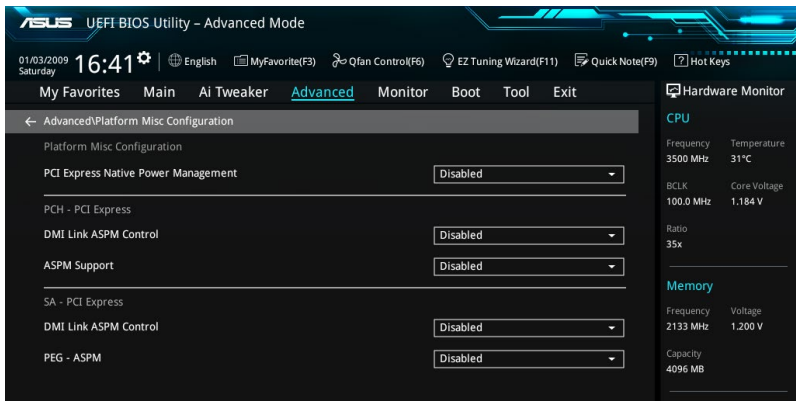 ASUS UEFI BIOS Utility – Advanced Mode
01/03/2009 Saturday 16:41 English MyFavorite(F3) Qfan Control(F6) EZ Tuning Wizard(F11) Quick Note(F9) ? Hot Keys
My Favorites Main Ai Tweaker Advanced Monitor Boot Tool Exit
← Advanced\Platform Misc Configuration
Platform Misc Configuration
PCI Express Native Power Management Disabled
PCH - PCI Express
DMI Link ASPM Control Disabled
ASPM Support Disabled
SA - PCI Express
DMI Link ASPM Control Disabled
PEG - ASPM Disabled
Hardware Monitor
CPU
Frequency Temperature
3500 MHz 31°C
BCLK Core Voltage
100.0 MHz 1.184 V
Ratio
35x
Memory
Frequency Voltage
2133 MHz 1.200 V
Capacity
4096 MB